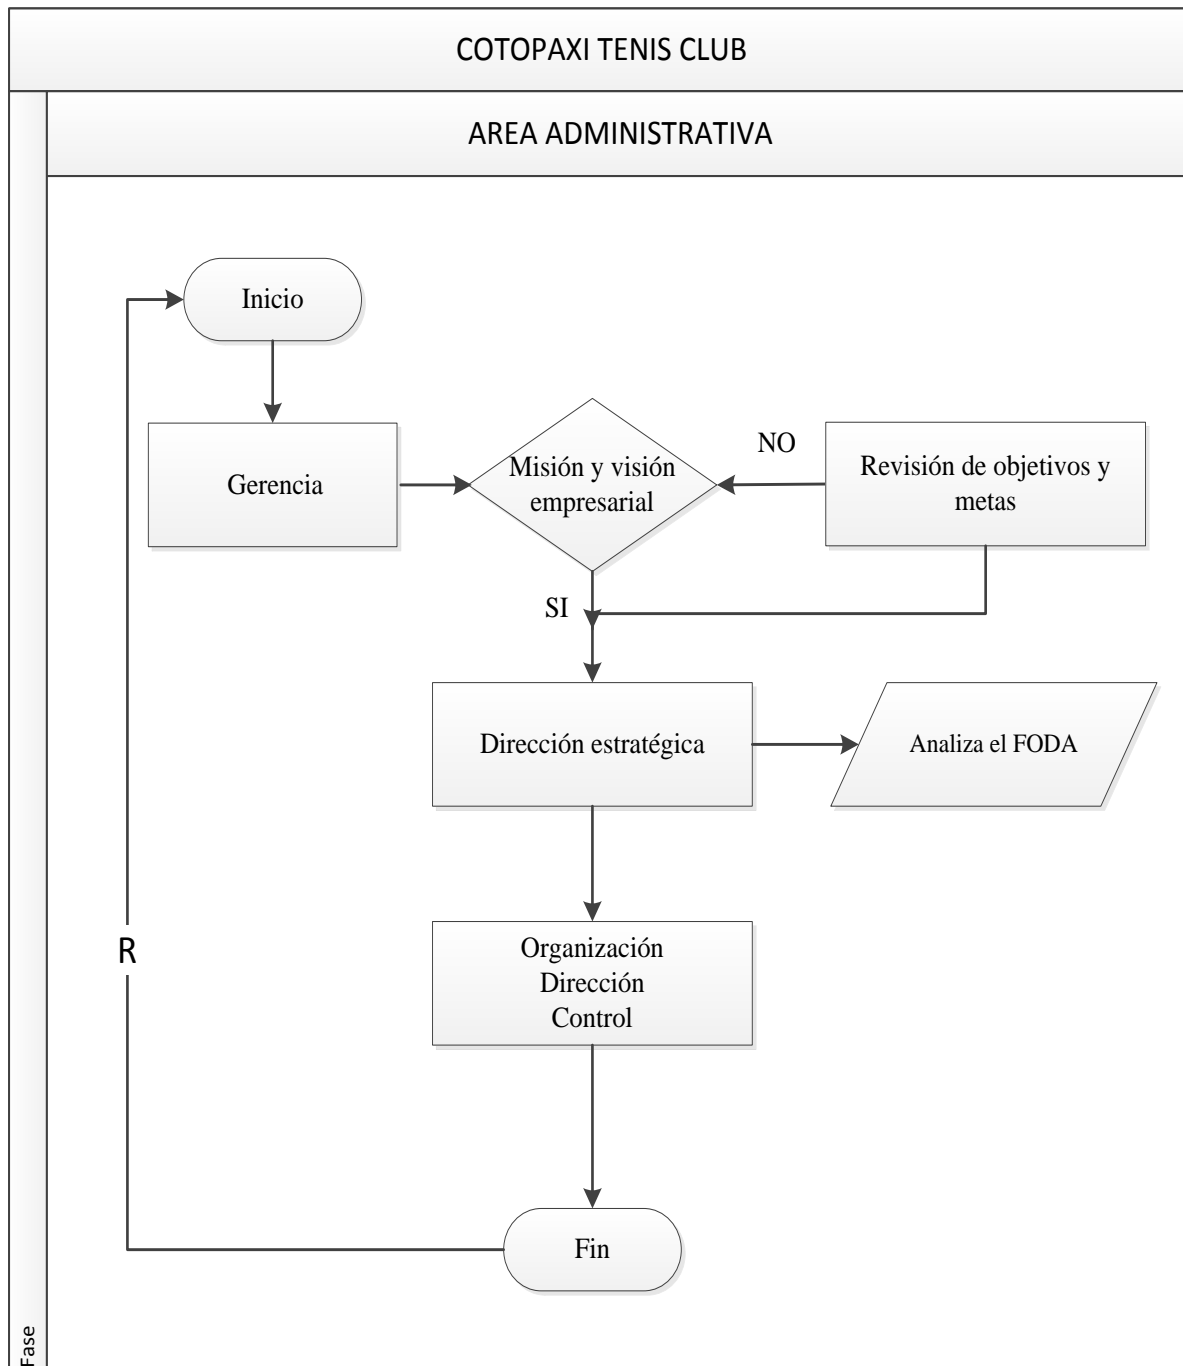 COTOPAXI TENIS CLUB
AREA ADMINISTRATIVA
Inicio
Gerencia
Misión y visión
empresarial
NO
Revisión de objetivos y
metas
SI
Dirección estratégica
Analiza el FODA
R
Organización
Dirección
Control
Fin
Fase